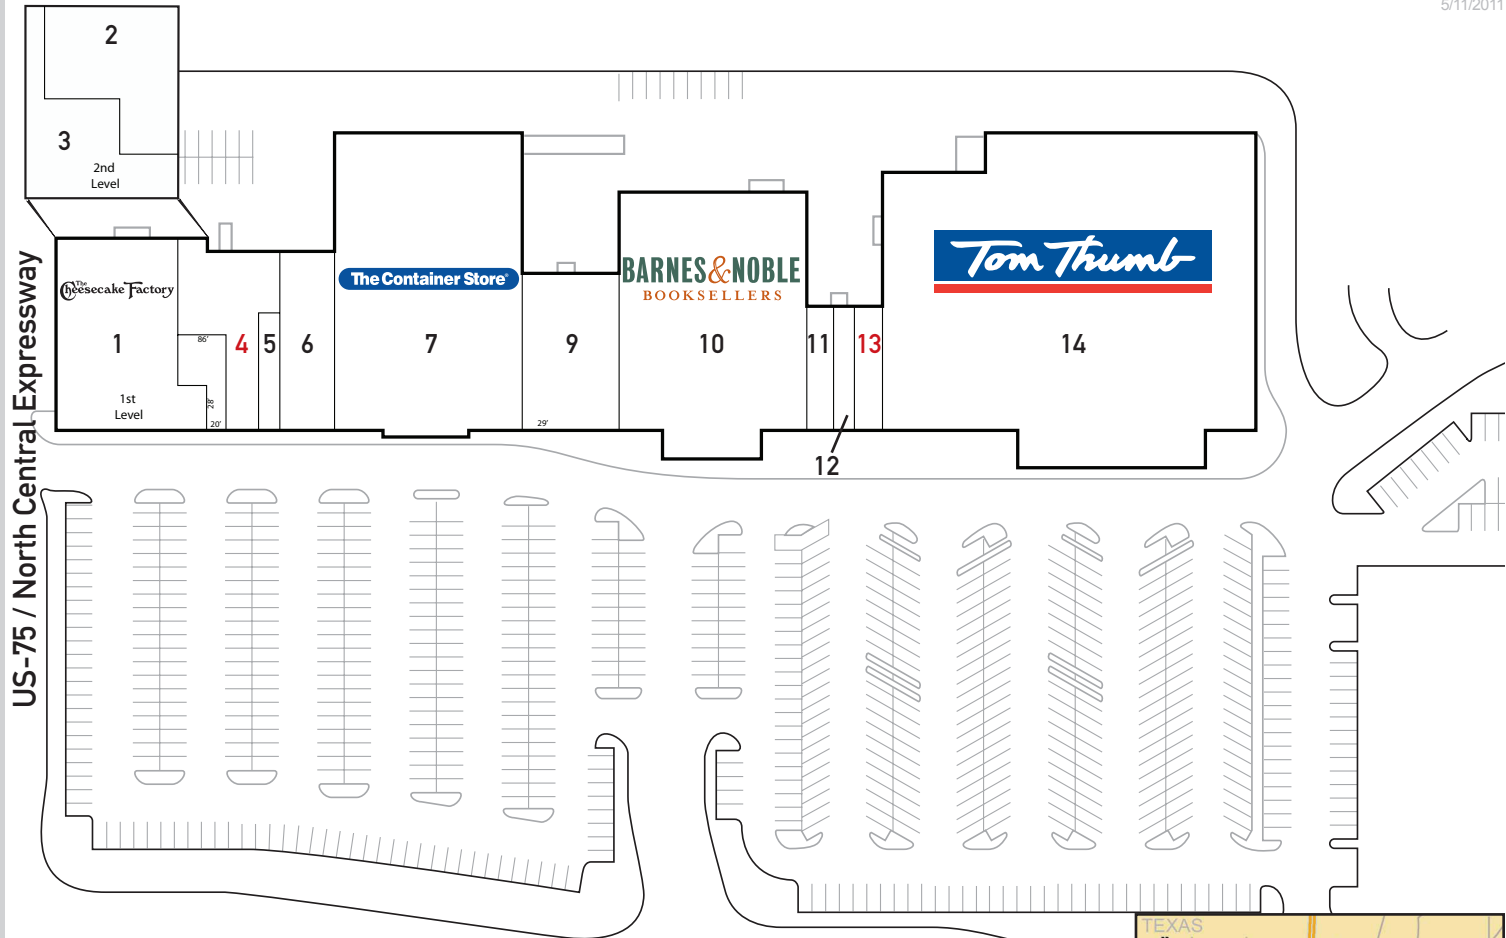 5/11/2011
2
3
2nd
Level
US-75 / North Central Expressway
The
Cheesecake Factory
The Container Store®
BARNES & NOBLE
BOOKSELLERS
Tom Thumb
1
86'
4
5
6
7
9
10
11
13
14
1st
Level
28'
20'
29'
12
TEXAS